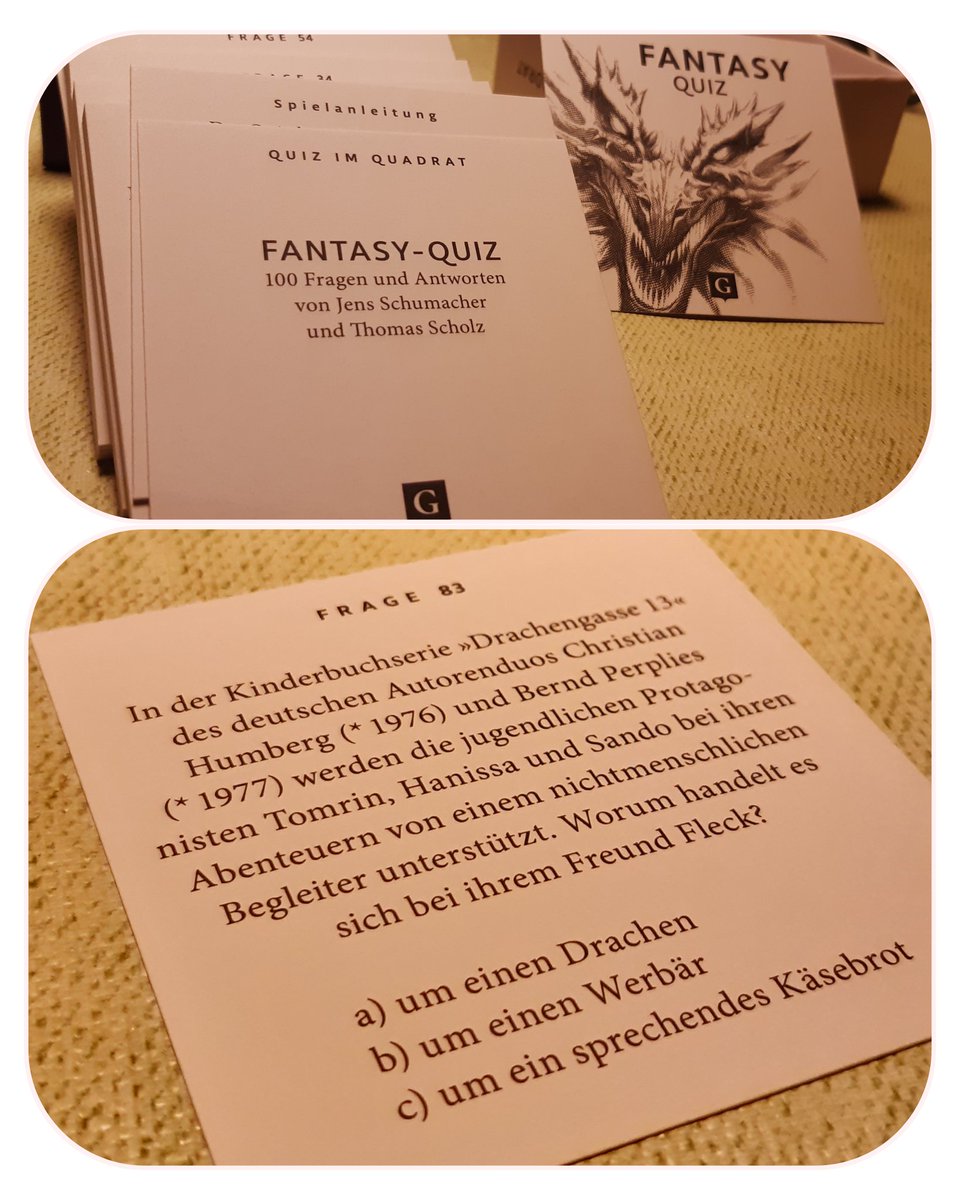 FRAGE 54
FRAGE 34
Spielanleitung
QUIZ IM QUADRAT
FANTASY-QUIZ
100 Fragen und Antworten
von Jens Schumacher
und Thomas Scholz
G
FANTASY
QUIZ
G
FRAGE 83
In der Kinderbuchserie »Drachengasse 13«
des deutschen Autorenduos Christian
Humberg (* 1976) und Bernd Perplies
(* 1977) werden die jugendlichen Protago-
nisten Tomrin, Hanissa und Sando bei ihren
Abenteuern von einem nichtmenschlichen
Begleiter unterstützt. Worum handelt es
sich bei ihrem Freund Fleck?
a) um einen Drachen
b) um einen Werbär
c) um ein sprechendes Käsebrot